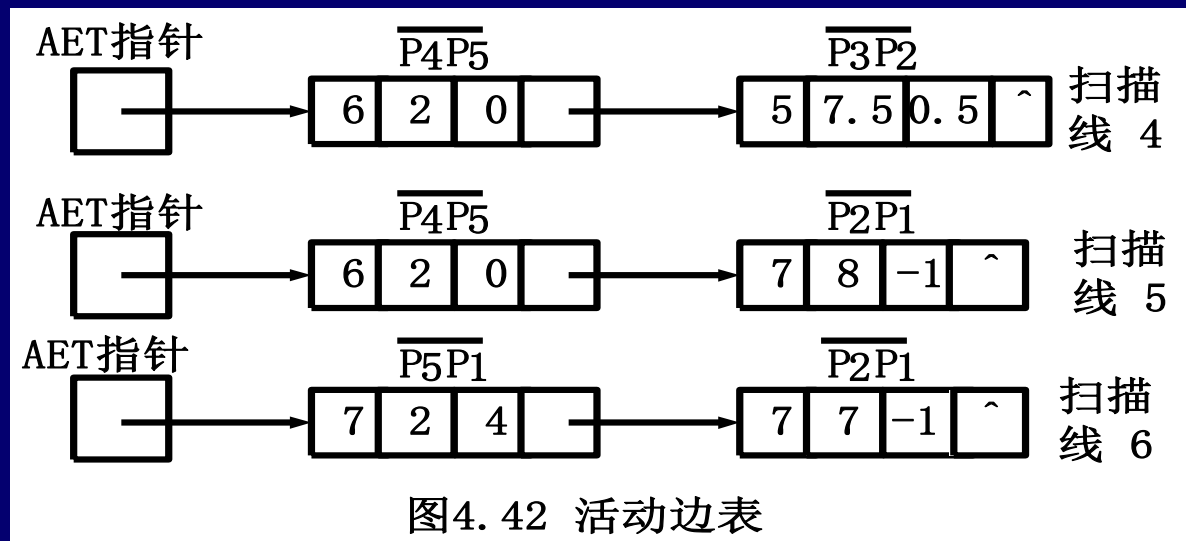 AET指针
P4P5
P3P2
6 2 0
5 7.5 0.5 ^
扫描
线 4
AET指针
P4P5
P2P1
6 2 0
7 8 -1 ^
扫描
线 5
AET指针
P5P1
P2P1
7 2 4
7 7 -1 ^
扫描
线 6
图4.42 活动边表